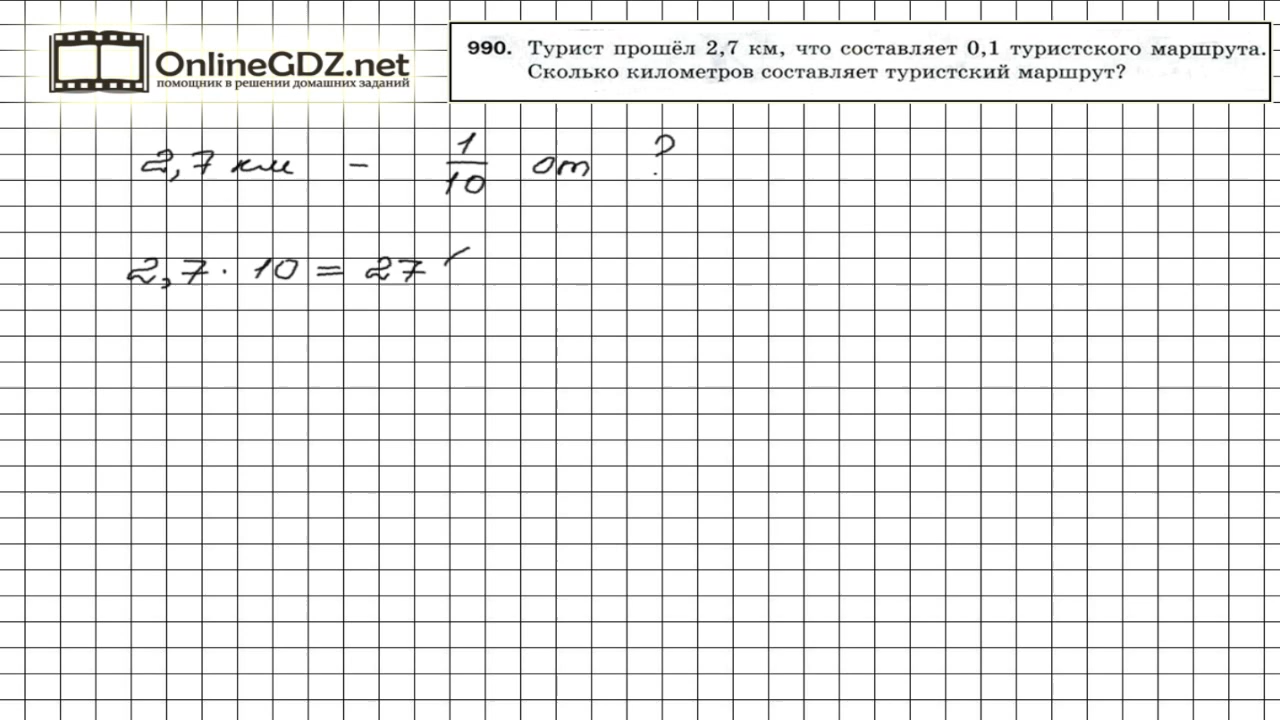 OnlineGDZ.net
помощник в решении домашних заданий
990. Турист прошёл 2,7 км, что составляет 0,1 туристского маршрута.
Сколько километров составляет туристский маршрут?
2,7 км - 1/10 от ?
2,7 · 10 = 27